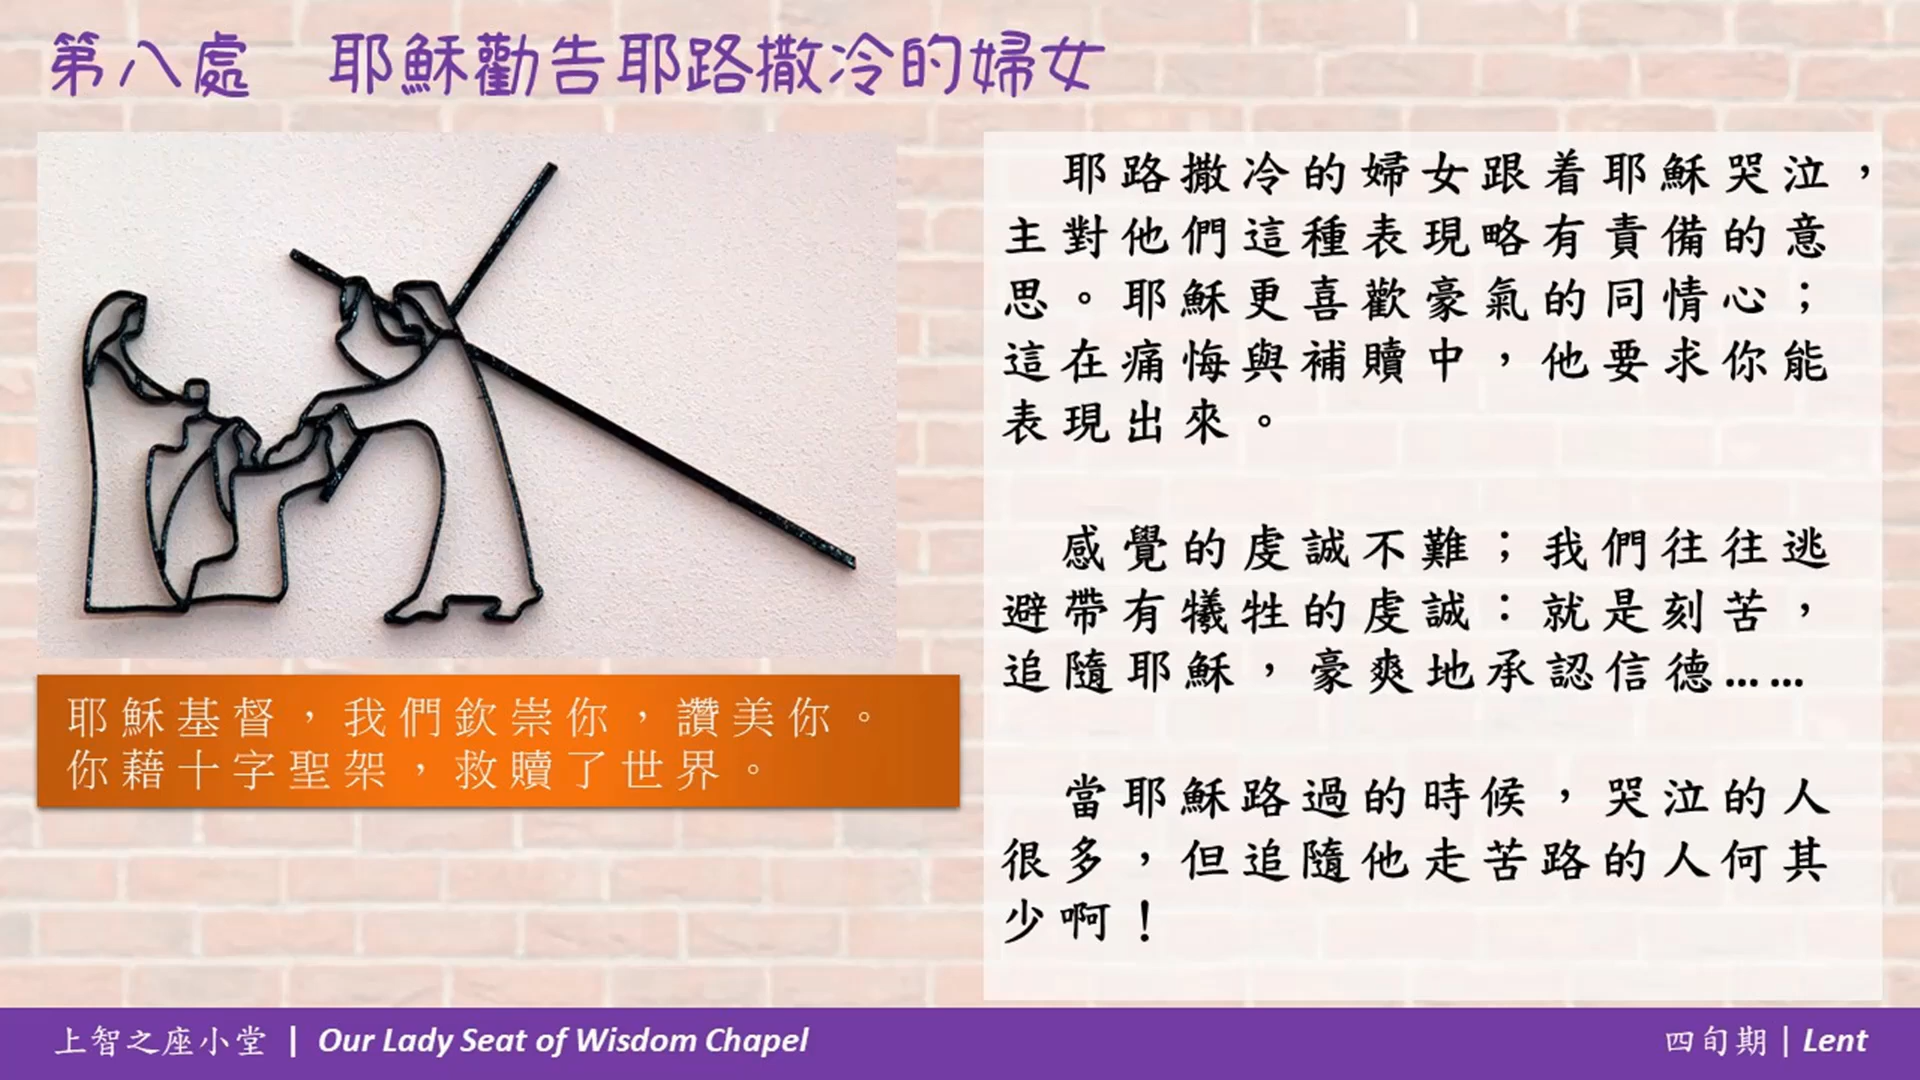 第八處　耶穌勸告耶路撒冷的婦女
耶穌基督，我們欽崇你，讚美你。
你藉十字聖架，救贖了世界。
耶路撒冷的婦女跟着耶穌哭泣，
主對他們這種表現略有責備的意
思。耶穌更喜歡豪氣的同情心；
這在痛悔與補贖中，他要求你能
表現出來。
感覺的虔誠不難；我們往往逃
避帶有犧牲的虔誠：就是刻苦，
追隨耶穌，豪爽地承認信德……
當耶穌路過的時候，哭泣的人
很多，但追隨他走苦路的人何其
少啊！
上智之座小堂 | Our Lady Seat of Wisdom Chapel
四旬期 | Lent